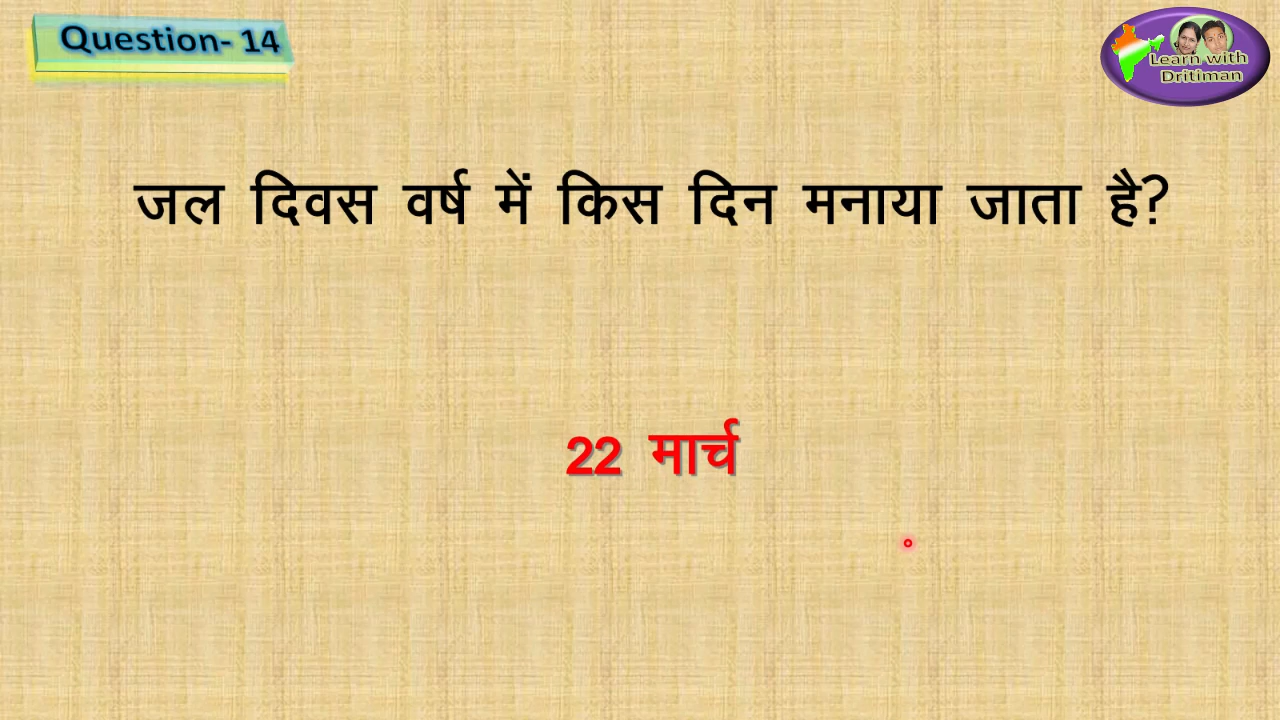 Question- 14
Learn with
Dritiman
जल दिवस वर्ष में किस दिन मनाया जाता है?
22 मार्च